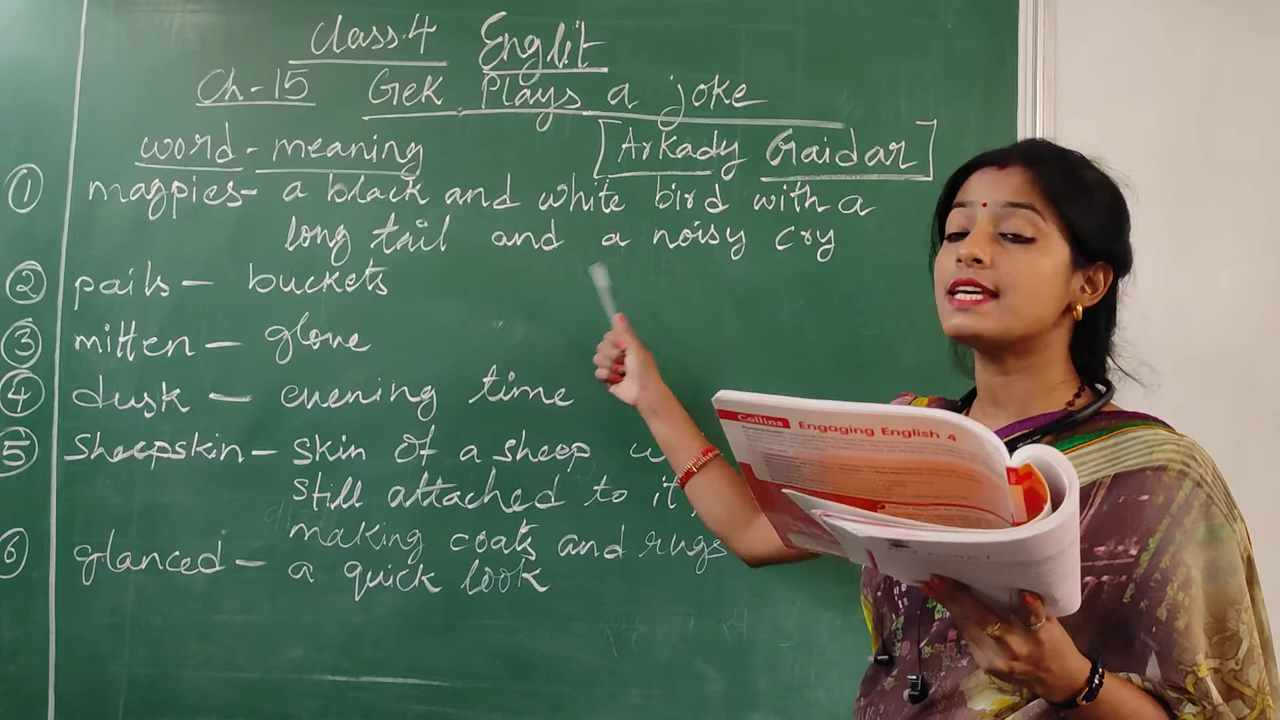 Class.4 Englit
Ch-15 Gek Plays a joke
word-meaning [Arkady Gaidar]
① magpies- a black and white bird with a
long tail and a noisy cry
② pails- buckets
③ mitten- glove
④ dusk- evening time
⑤ Sheepskin- skin of a sheep
still attached to it,
making coats and rugs
⑥ glanced- a quick look
Collins
Engaging English 4